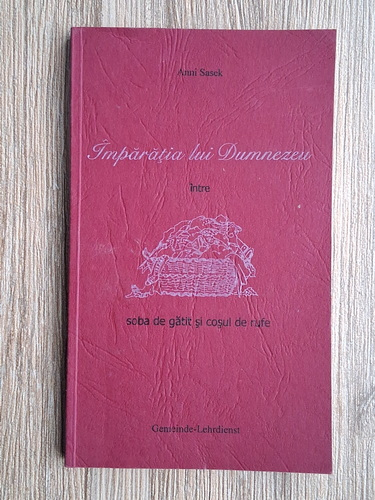 Anni Sasek
Împărăția lui Dumnezeu
între
soba de gătit și coșul de rufe
Gemeinde-Lehrdienst